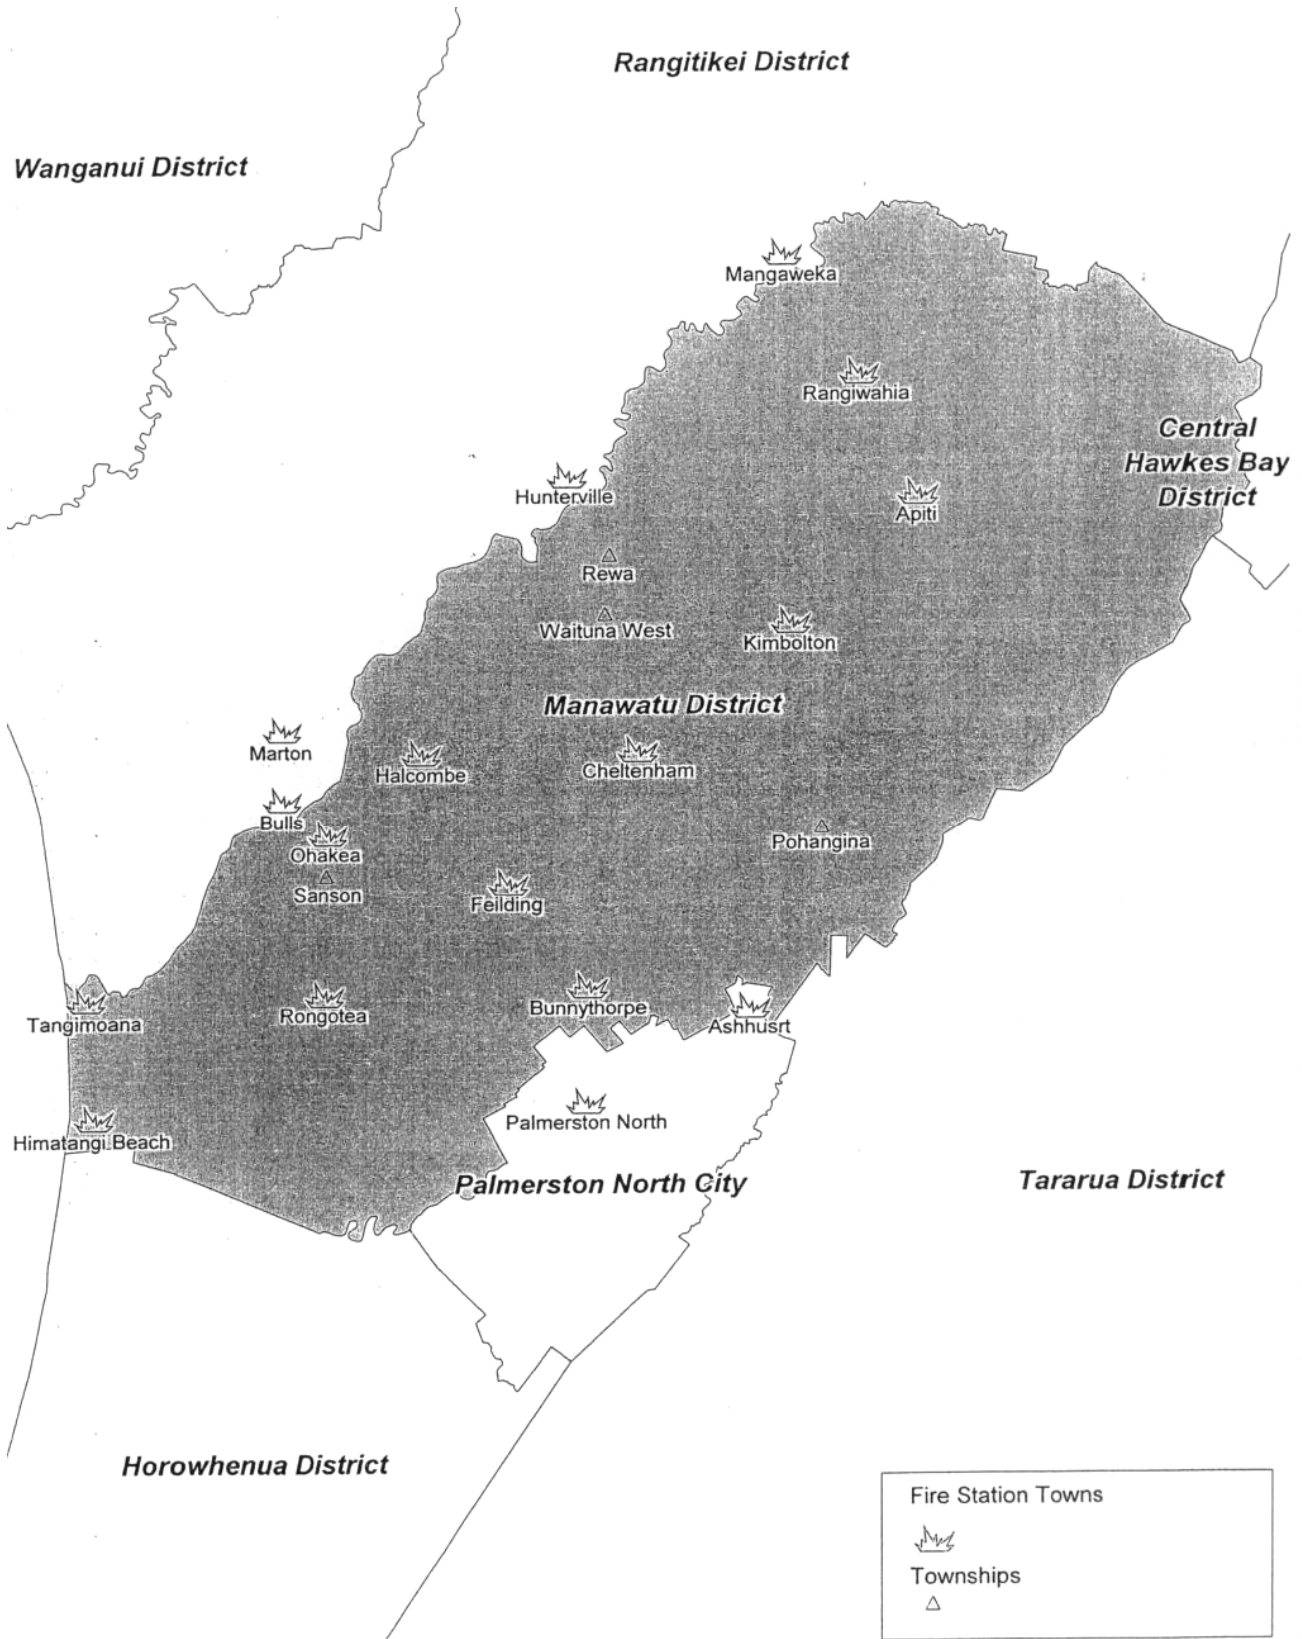 Rangitikei District
Wanganui District
Mangaweka
Rangiwahia
Central
Hawkes Bay
District
Hunterville
Apiti
Rewa
Waituna West
Kimbolton
Manawatu District
Marton
Halcombe
Cheltenham
Bulls
Ohakea
Pohangina
Sanson
Feilding
Tangimoana
Rongotea
Bunnythorpe
Ashhusrt
Palmerston North
Himatangi Beach
Palmerston North City
Tararua District
Horowhenua District
Fire Station Towns
Townships